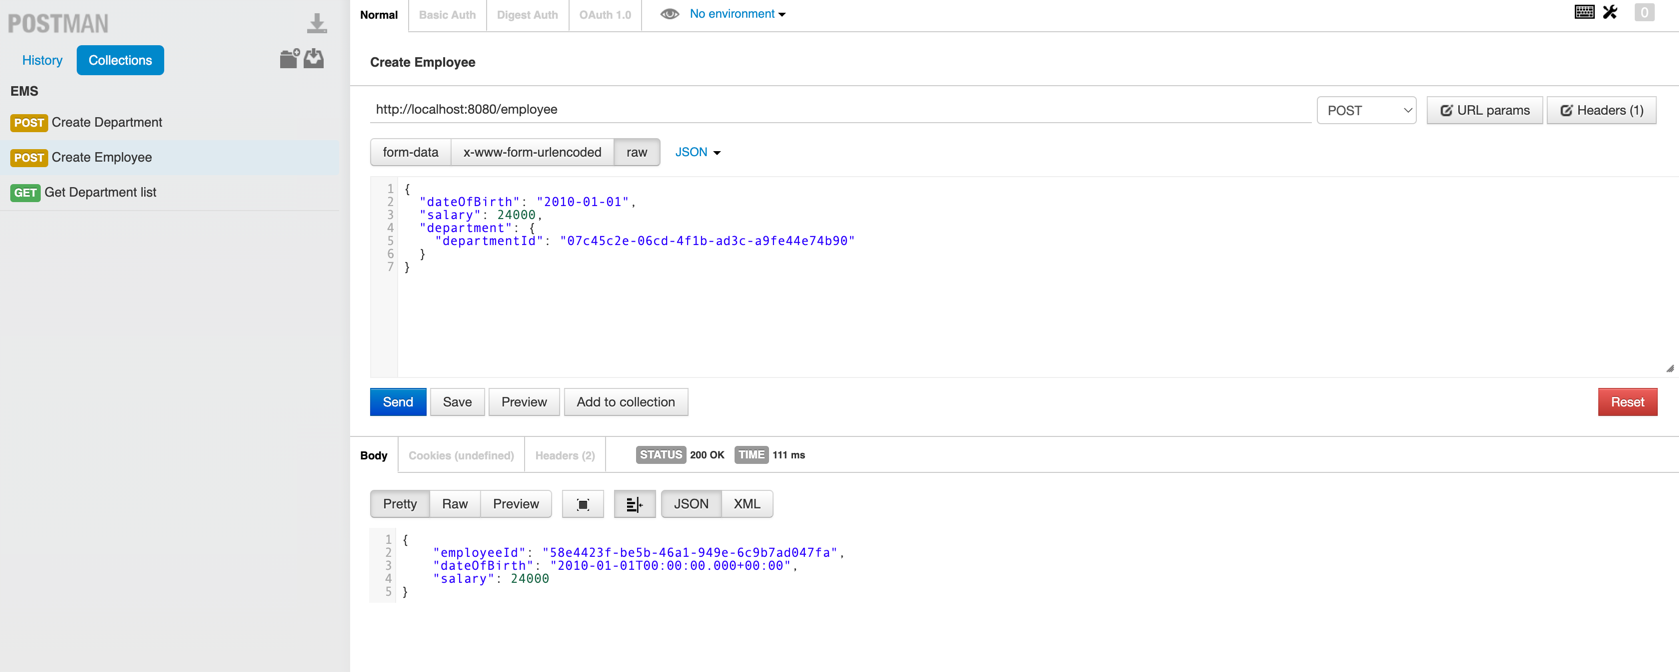 POSTMAN
History Collections
EMS
POST Create Department
POST Create Employee
GET Get Department list
Normal Basic Auth Digest Auth OAuth 1.0 No environment 0
Create Employee
http://localhost:8080/employee POST URL params Headers (1)
form-data x-www-form-urlencoded raw JSON
1 {
2 "dateOfBirth": "2010-01-01",
3 "salary": 24000,
4 "department": {
5 "departmentId": "07c45c2e-06cd-4f1b-ad3c-a9fe44e74b90"
6 }
7 }
Send Save Preview Add to collection Reset
Body Cookies (undefined) Headers (2) STATUS 200 OK TIME 111 ms
Pretty Raw Preview JSON XML
1 {
2 "employeeId": "58e4423f-be5b-46a1-949e-6c9b7ad047fa",
3 "dateOfBirth": "2010-01-01T00:00:00.000+00:00",
4 "salary": 24000
5 }